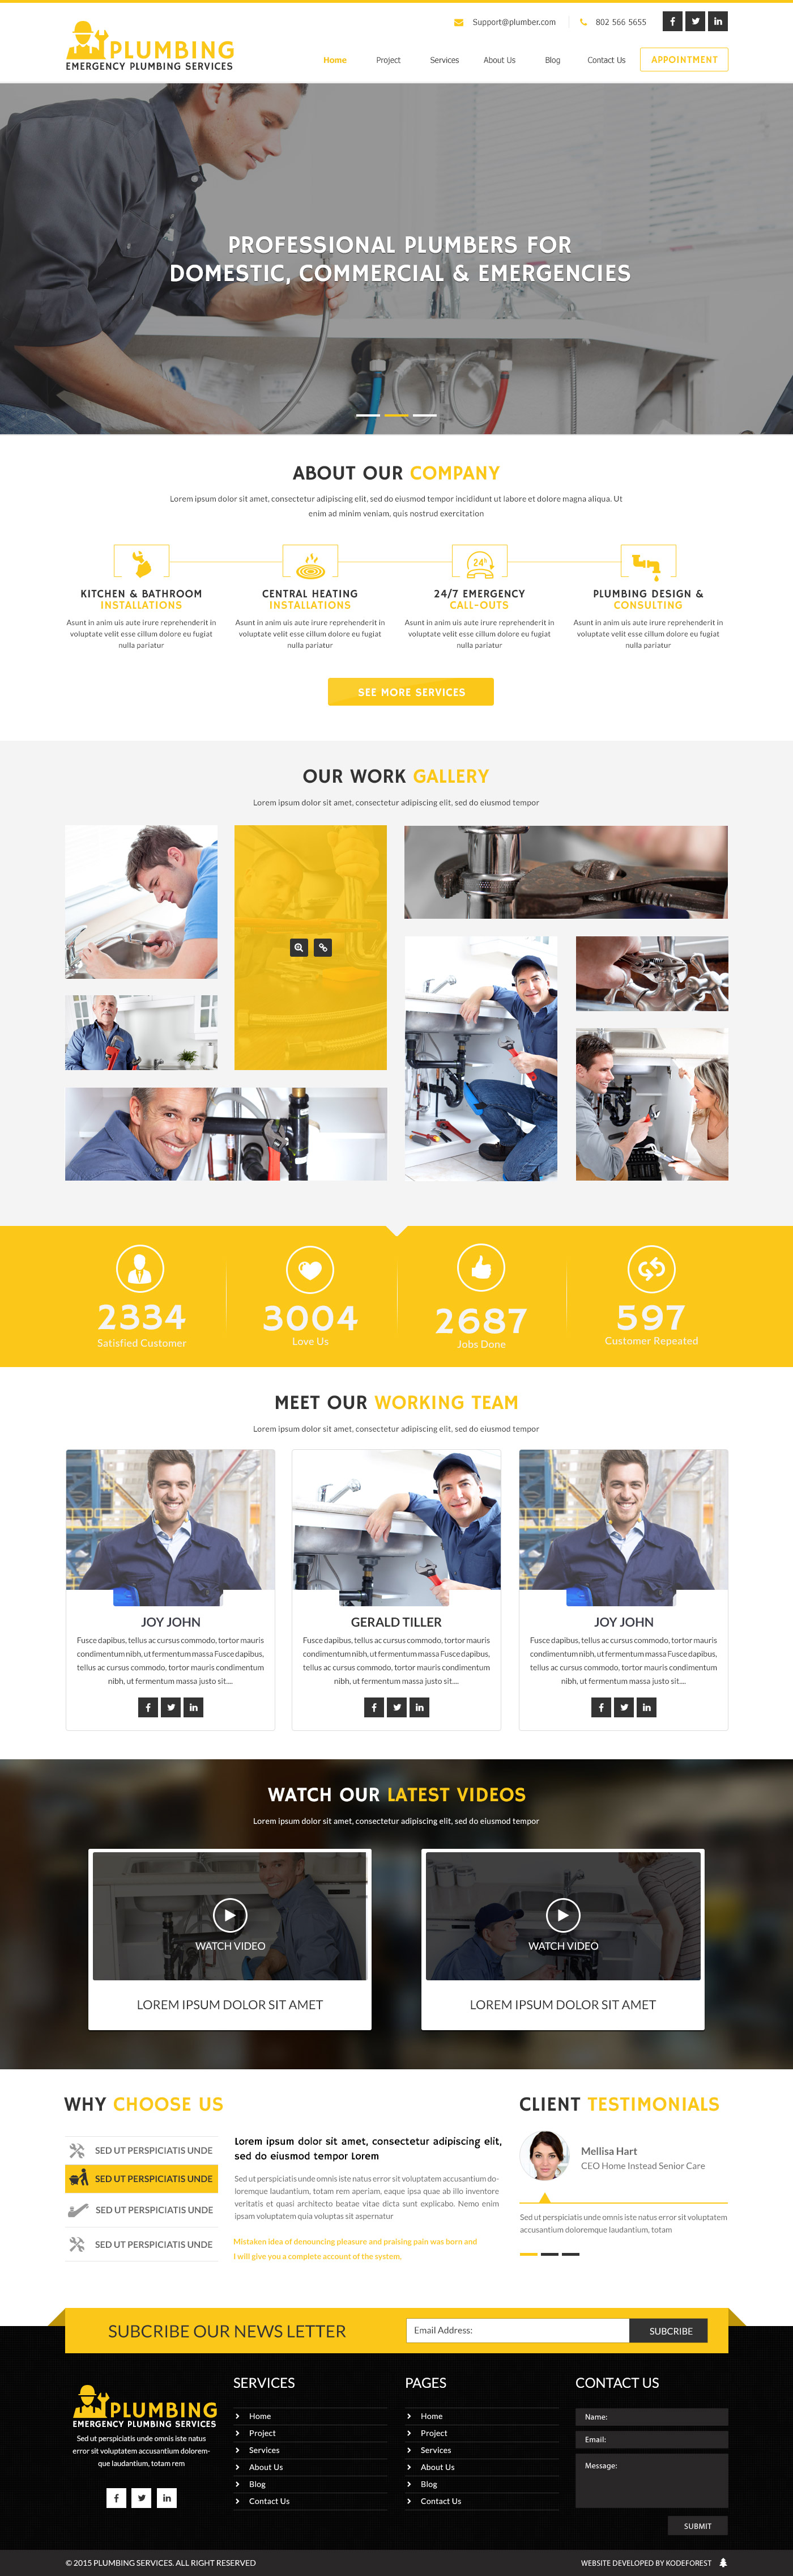 Support@plumber.com
802 566 5655
PLUMBING
EMERGENCY PLUMBING SERVICES
Home
Project
Services
About Us
Blog
Contact Us
APPOINTMENT
PROFESSIONAL PLUMBERS FOR
DOMESTIC, COMMERCIAL & EMERGENCIES
ABOUT OUR COMPANY
Lorem ipsum dolor sit amet, consectetur adipiscing elit, sed do eiusmod tempor incididunt ut labore et dolore magna aliqua. Ut
enim ad minim veniam, quis nostrud exercitation
KITCHEN & BATHROOM
INSTALLATIONS
Asunt in anim uis aute irure reprehenderit in
voluptate velit esse cillum dolore eu fugiat
nulla pariatur
CENTRAL HEATING
INSTALLATIONS
Asunt in anim uis aute irure reprehenderit in
voluptate velit esse cillum dolore eu fugiat
nulla pariatur
24h
24/7 EMERGENCY
CALL-OUTS
Asunt in anim uis aute irure reprehenderit in
voluptate velit esse cillum dolore eu fugiat
nulla pariatur
PLUMBING DESIGN &
CONSULTING
Asunt in anim uis aute irure reprehenderit in
voluptate velit esse cillum dolore eu fugiat
nulla pariatur
SEE MORE SERVICES
OUR WORK GALLERY
Lorem ipsum dolor sit amet, consectetur adipiscing elit, sed do eiusmod tempor
2334
Satisfied Customer
3004
Love Us
2687
Jobs Done
597
Customer Repeated
MEET OUR WORKING TEAM
Lorem ipsum dolor sit amet, consectetur adipiscing elit, sed do eiusmod tempor
JOY JOHN
Fusce dapibus, tellus ac cursus commodo, tortor mauris
condimentum nibh, ut fermentum massa Fusce dapibus,
tellus ac cursus commodo, tortor mauris condimentum
nibh, ut fermentum massa justo sit....
GERALD TILLER
Fusce dapibus, tellus ac cursus commodo, tortor mauris
condimentum nibh, ut fermentum massa Fusce dapibus,
tellus ac cursus commodo, tortor mauris condimentum
nibh, ut fermentum massa justo sit....
JOY JOHN
Fusce dapibus, tellus ac cursus commodo, tortor mauris
condimentum nibh, ut fermentum massa Fusce dapibus,
tellus ac cursus commodo, tortor mauris condimentum
nibh, ut fermentum massa justo sit....
WATCH OUR LATEST VIDEOS
Lorem ipsum dolor sit amet, consectetur adipiscing elit, sed do eiusmod tempor
WATCH VIDEO
LOREM IPSUM DOLOR SIT AMET
WATCH VIDEO
LOREM IPSUM DOLOR SIT AMET
WHY CHOOSE US
SED UT PERSPICIATIS UNDE
SED UT PERSPICIATIS UNDE
SED UT PERSPICIATIS UNDE
SED UT PERSPICIATIS UNDE
Lorem ipsum dolor sit amet, consectetur adipiscing elit,
sed do eiusmod tempor Lorem
Sed ut perspiciatis unde omnis iste natus error sit voluptatem accusantium do-
loremque laudantium, totam rem aperiam, eaque ipsa quae ab illo inventore
veritatis et quasi architecto beatae vitae dicta sunt explicabo. Nemo enim
ipsam voluptatem quia voluptas sit aspernatur
Mistaken idea of denouncing pleasure and praising pain was born and
I will give you a complete account of the system,
CLIENT TESTIMONIALS
Mellisa Hart
CEO Home Instead Senior Care
Sed ut perspiciatis unde omnis iste natus error sit voluptatem
accusantium doloremque laudantium, totam
SUBCRIBE OUR NEWS LETTER
Email Address:
SUBCRIBE
PLUMBING
EMERGENCY PLUMBING SERVICES
Sed ut perspiciatis unde omnis iste natus
error sit voluptatem accusantium dolorem-
que laudantium, totam rem
SERVICES
Home
Project
Services
About Us
Blog
Contact Us
PAGES
Home
Project
Services
About Us
Blog
Contact Us
CONTACT US
Name:
Email:
Message:
SUBMIT
© 2015 PLUMBING SERVICES. ALL RIGHT RESERVED
WEBSITE DEVELOPED BY KODEFOREST